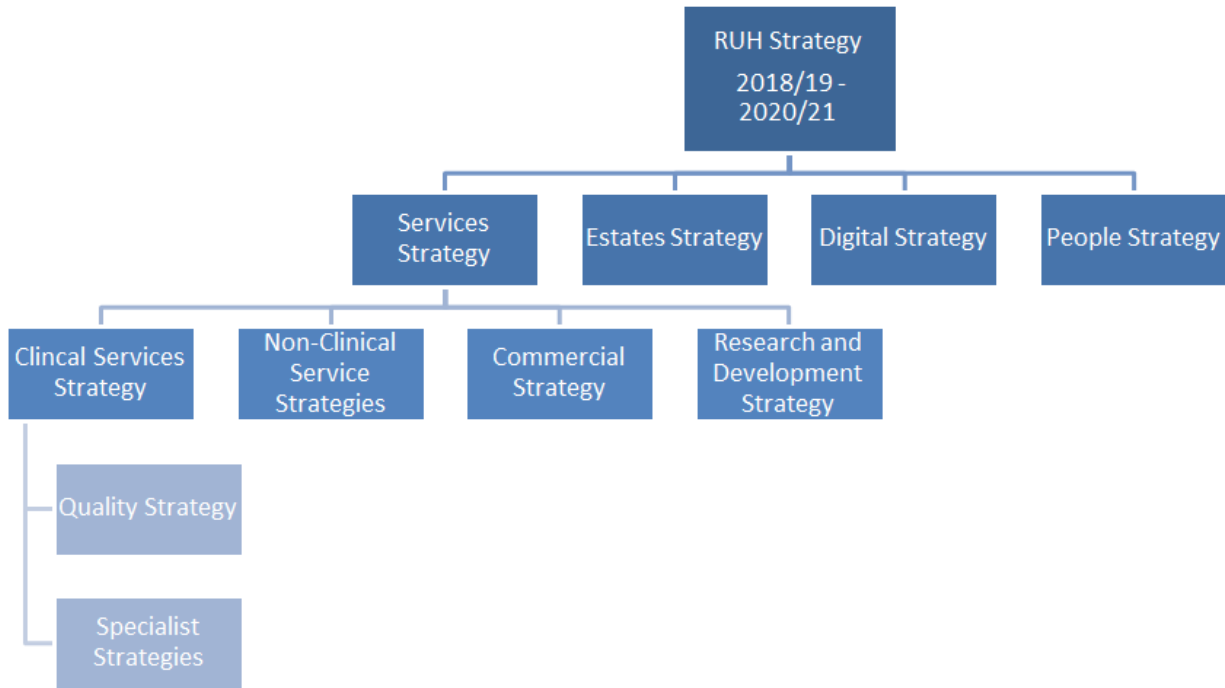 RUH Strategy
2018/19 -
2020/21
Services
Strategy
Estates Strategy
Digital Strategy
People Strategy
Clincal Services
Strategy
Non-Clinical
Service
Strategies
Commercial
Strategy
Research and
Development
Strategy
Quality Strategy
Specialist
Strategies